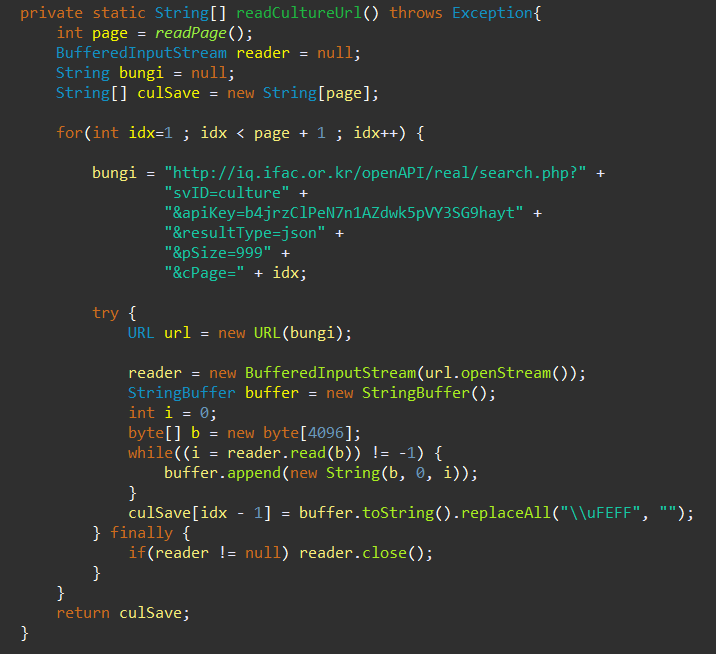 private static String[] readCultureUrl() throws Exception{
    int page = readPage();
    BufferedInputStream reader = null;
    String bungi = null;
    String[] culSave = new String[page];

    for(int idx=1 ; idx < page + 1 ; idx++) {

        bungi = "http://iq.ifac.or.kr/openAPI/real/search.php?" +
                "svID=culture" +
                "&apiKey=b4jrzClPeN7n1AZdwk5pVY3SG9hayt" +
                "&resultType=json" +
                "&pSize=999" +
                "&cPage=" + idx;

        try {
            URL url = new URL(bungi);

            reader = new BufferedInputStream(url.openStream());
            StringBuffer buffer = new StringBuffer();
            int i = 0;
            byte[] b = new byte[4096];
            while((i = reader.read(b)) != -1) {
                buffer.append(new String(b, 0, i));
            }
            culSave[idx - 1] = buffer.toString().replaceAll("\\uFEFF", "");
        } finally {
            if(reader != null) reader.close();
        }
    }
    return culSave;
}